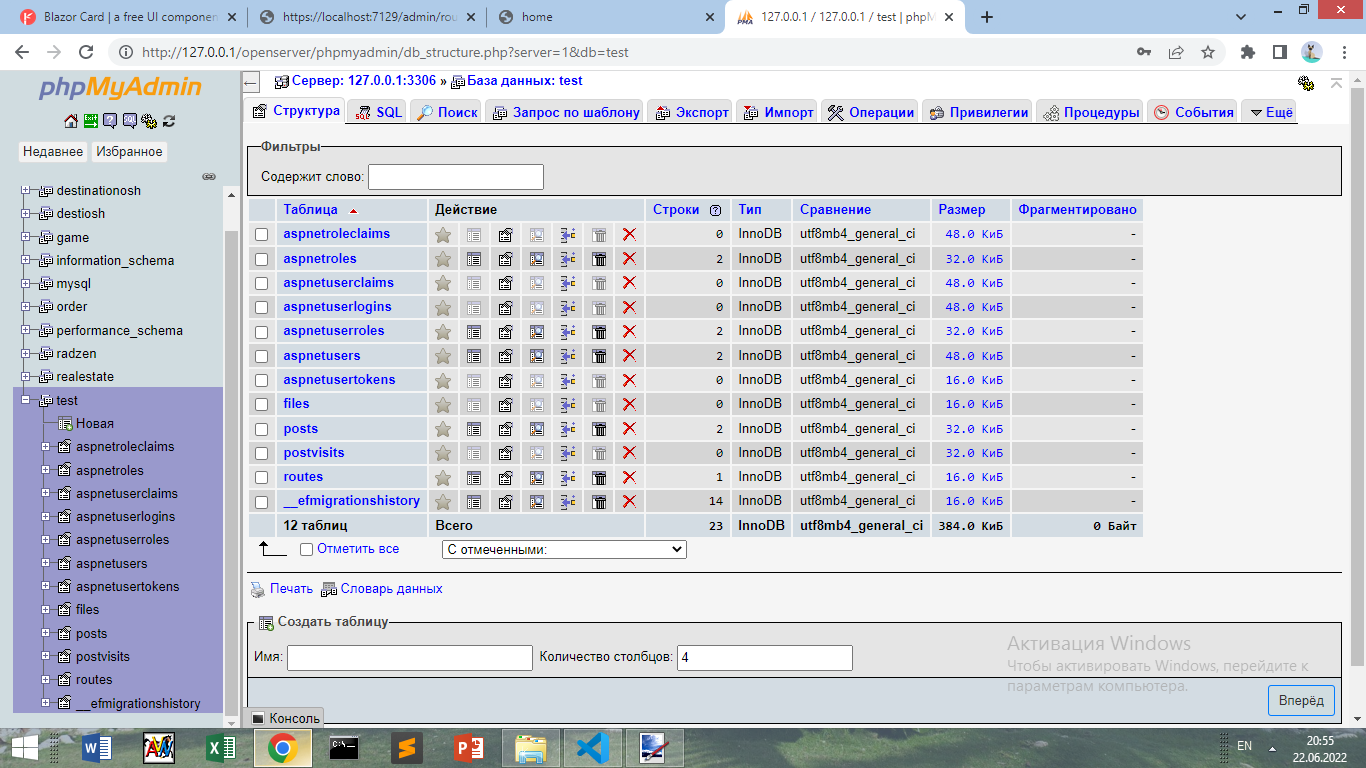 Blazor Card | a free UI componen
https://localhost:7129/admin/rou
home
127.0.0.1 / 127.0.0.1 / test | phpM
http://127.0.0.1/openserver/phpmyadmin/db_structure.php?server=1&db=test
phpMyAdmin
Недавнее Избранное
destinationosh
destiosh
game
information_schema
mysql
order
performance_schema
radzen
realestate
test
Новая
aspnetroleclaims
aspnetroles
aspnetuserclaims
aspnetuserlogins
aspnetuserroles
aspnetusers
aspnetusertokens
files
posts
postvisits
routes
__efmigrationshistory
Сервер: 127.0.0.1:3306 » База данных: test
Структура SQL Поиск Запрос по шаблону Экспорт Импорт Операции Привилегии Процедуры События Ещё
Фильтры
Содержит слово:
Таблица Действие Строки Тип Сравнение Размер Фрагментировано
aspnetroleclaims 0 InnoDB utf8mb4_general_ci 48.0 КиБ -
aspnetroles 2 InnoDB utf8mb4_general_ci 32.0 КиБ -
aspnetuserclaims 0 InnoDB utf8mb4_general_ci 48.0 КиБ -
aspnetuserlogins 0 InnoDB utf8mb4_general_ci 48.0 КиБ -
aspnetuserroles 2 InnoDB utf8mb4_general_ci 32.0 КиБ -
aspnetusers 2 InnoDB utf8mb4_general_ci 48.0 КиБ -
aspnetusertokens 0 InnoDB utf8mb4_general_ci 16.0 КиБ -
files 0 InnoDB utf8mb4_general_ci 16.0 КиБ -
posts 2 InnoDB utf8mb4_general_ci 32.0 КиБ -
postvisits 0 InnoDB utf8mb4_general_ci 32.0 КиБ -
routes 1 InnoDB utf8mb4_general_ci 16.0 КиБ -
__efmigrationshistory 14 InnoDB utf8mb4_general_ci 16.0 КиБ -
12 таблиц Всего 23 InnoDB utf8mb4_general_ci 384.0 КиБ 0 Байт
Отметить все С отмеченными:
Печать Словарь данных
Создать таблицу
Имя: Количество столбцов: 4
Активация Windows
Чтобы активировать Windows, перейдите к
параметрам компьютера.
Вперёд
Консоль
EN
20:55
22.06.2022